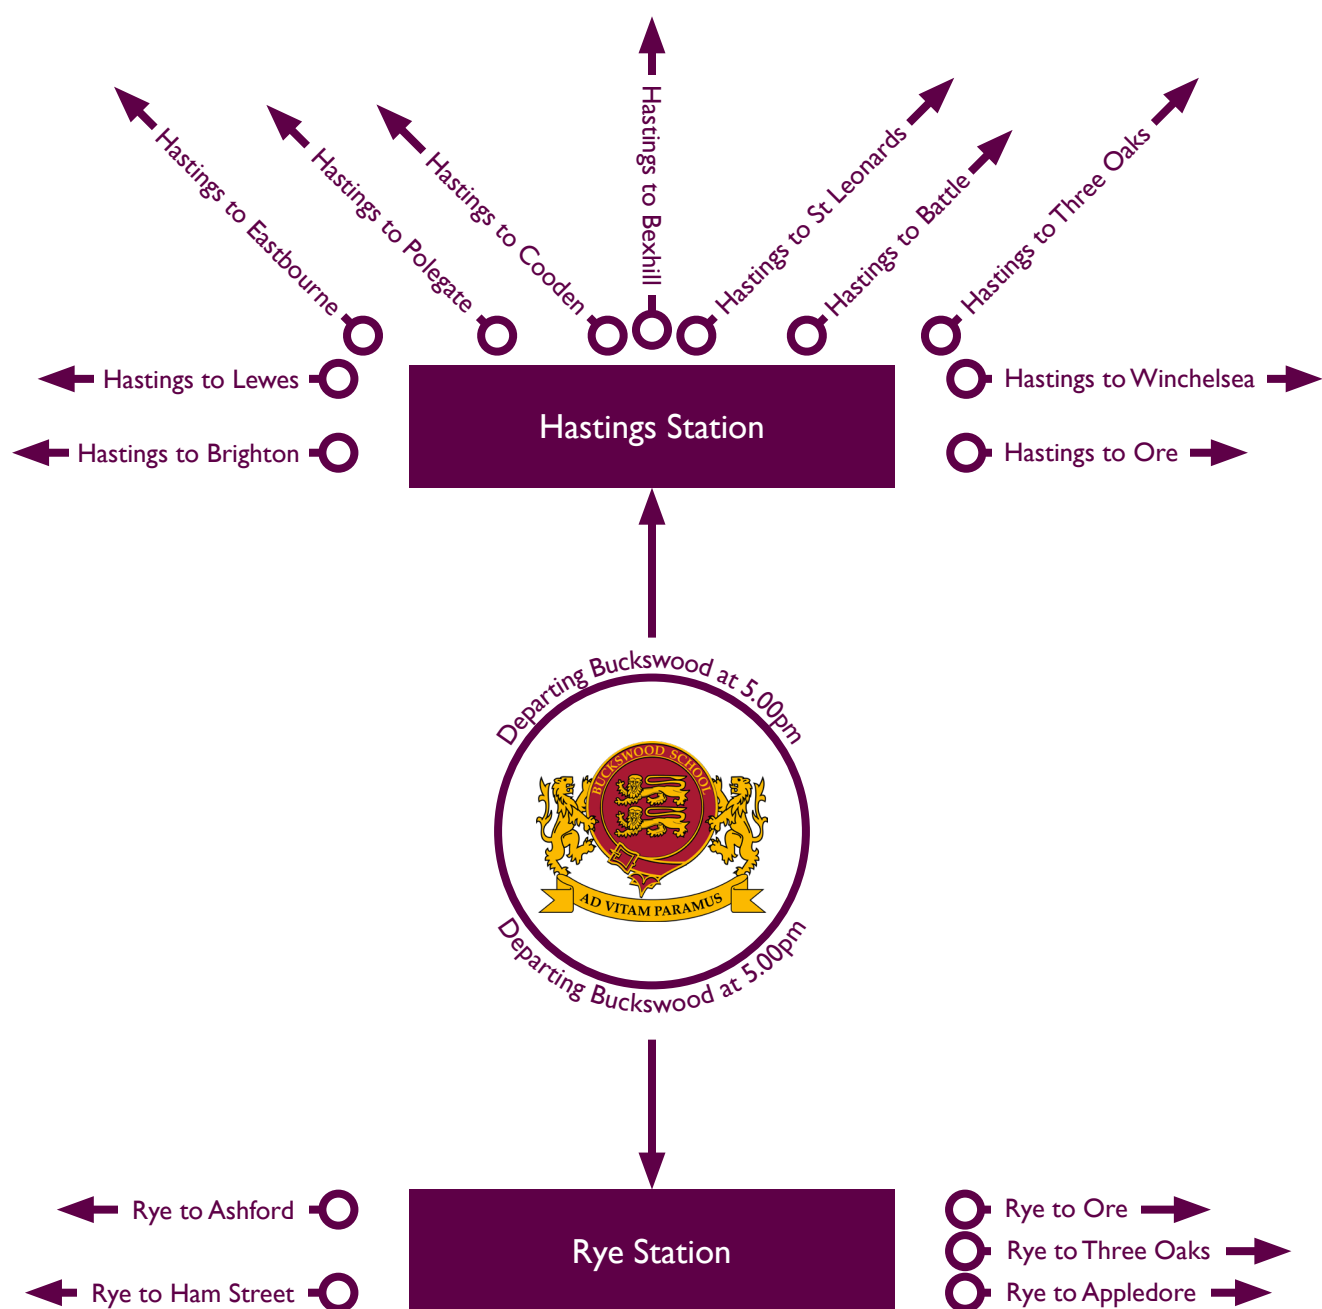 Hastings to Eastbourne
Hastings to Polegate
Hastings to Cooden
Hastings to Bexhill
Hastings to St Leonards
Hastings to Battle
Hastings to Three Oaks
Hastings to Lewes
Hastings to Winchelsea
Hastings Station
Hastings to Brighton
Hastings to Ore
Departing Buckswood at 5.00pm
BUCKSWOOD SCHOOL
AD VITAM PARAMUS
Departing Buckswood at 5.00pm
Rye to Ashford
Rye to Ore
Rye Station
Rye to Three Oaks
Rye to Ham Street
Rye to Appledore